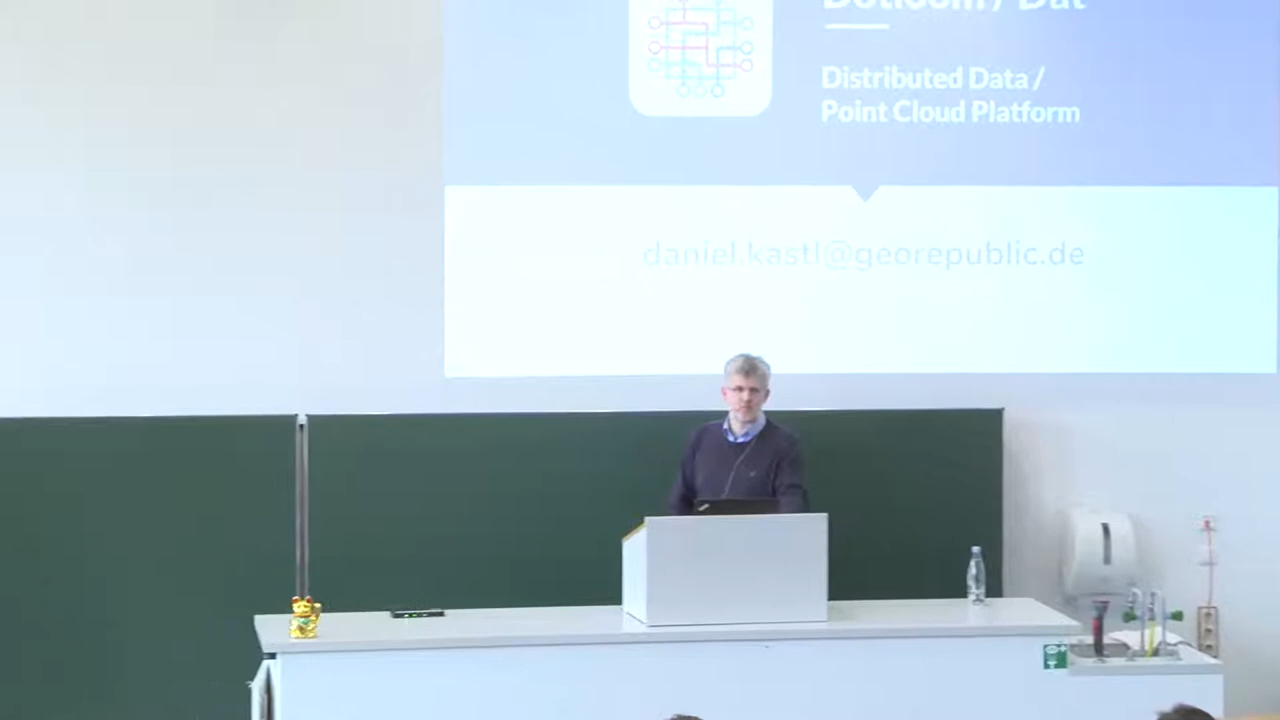 Distributed Data /
Point Cloud Platform
daniel.kastl@georepublic.de